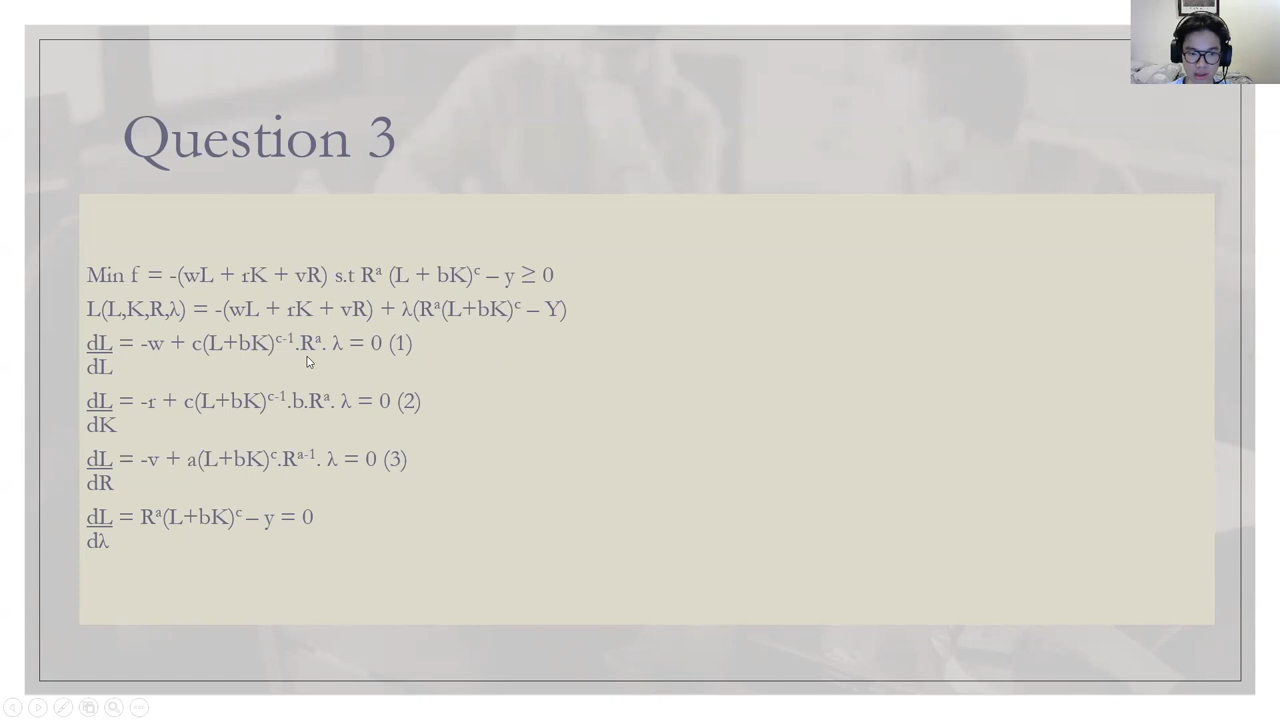 Question 3
Min f = -(wL + rK + vR) s.t Rᵃ (L + bK)ᶜ – y ≥ 0
L(L,K,R,λ) = -(wL + rK + vR) + λ(Rᵃ(L+bK)ᶜ – Y)
dL = -w + c(L+bK)ᶜ⁻¹.Rᵃ. λ = 0 (1)
dL
dL = -r + c(L+bK)ᶜ⁻¹.b.Rᵃ. λ = 0 (2)
dK
dL = -v + a(L+bK)ᶜ.Rᵃ⁻¹. λ = 0 (3)
dR
dL = Rᵃ(L+bK)ᶜ – y = 0
dλ